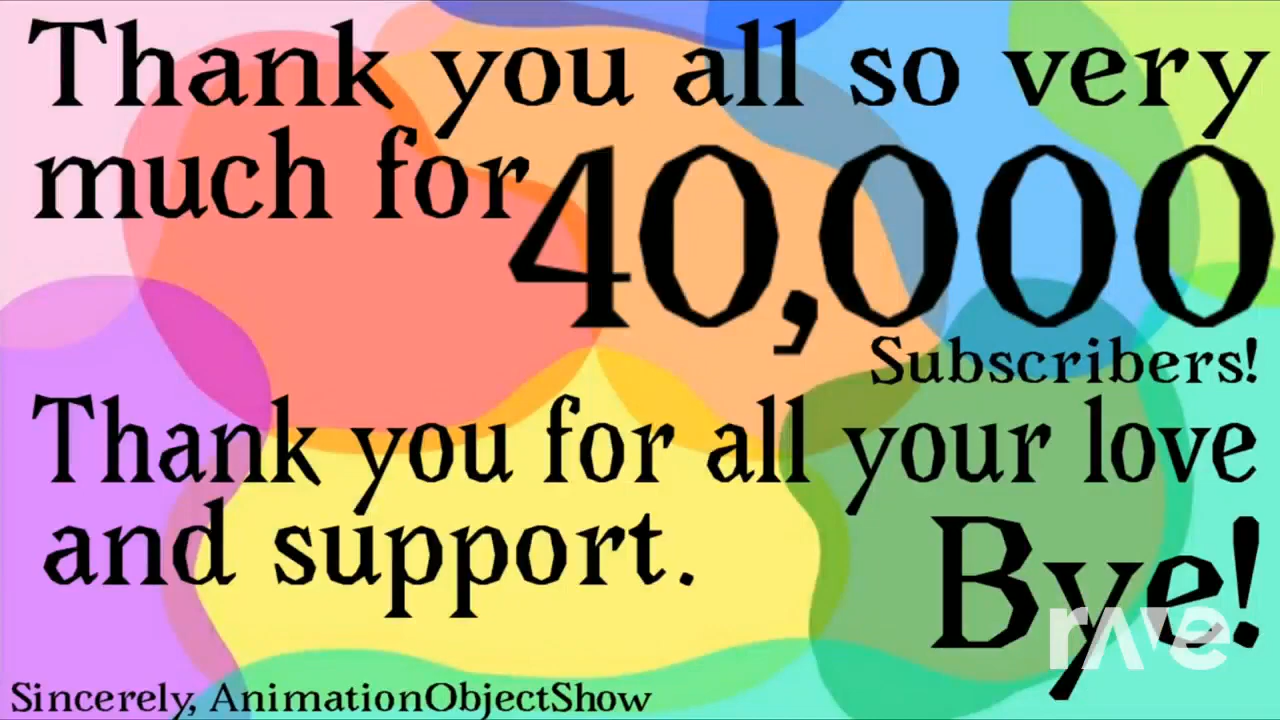 Thank you all so very
much for 40,000
Subscribers!
Thank you for all your love
and support.
Bye!
rave
Sincerely, AnimationObjectShow